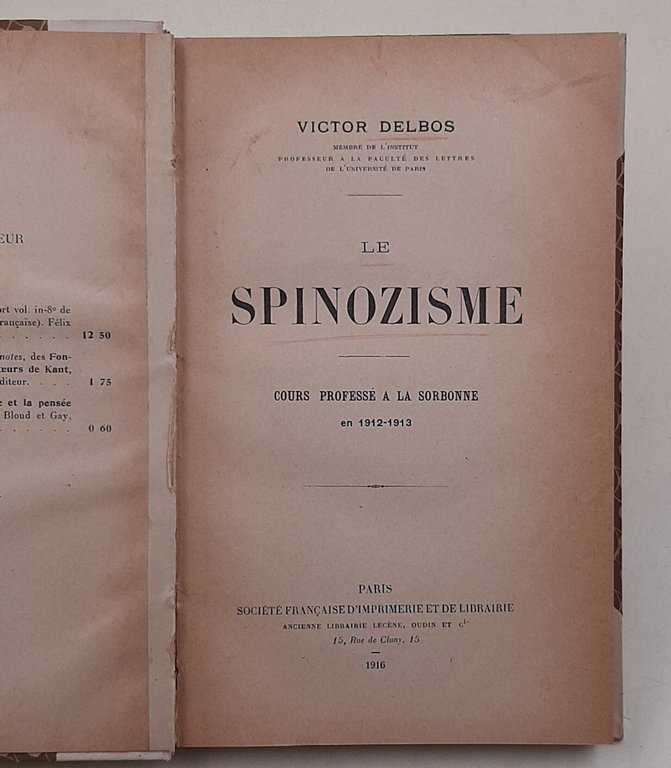 EUR
ort vol. in-8º de
rançaise). Félix
. . . . . . 12 50
notes, des Fon-
œurs de Kant,
diteur. . . . 1 75
e et la pensée
Bloud et Gay,
. . . . . . 0 60
VICTOR DELBOS
MEMBRE DE L'INSTITUT
PROFESSEUR A LA FACULTÉ DES LETTRES
DE L'UNIVERSITÉ DE PARIS
LE
SPINOZISME
COURS PROFESSÉ A LA SORBONNE
en 1912-1913
PARIS
SOCIÉTÉ FRANÇAISE D'IMPRIMERIE ET DE LIBRAIRIE
ANCIENNE LIBRAIRIE LECÈNE, OUDIN ET Cie
15, Rue de Cluny, 15
1916